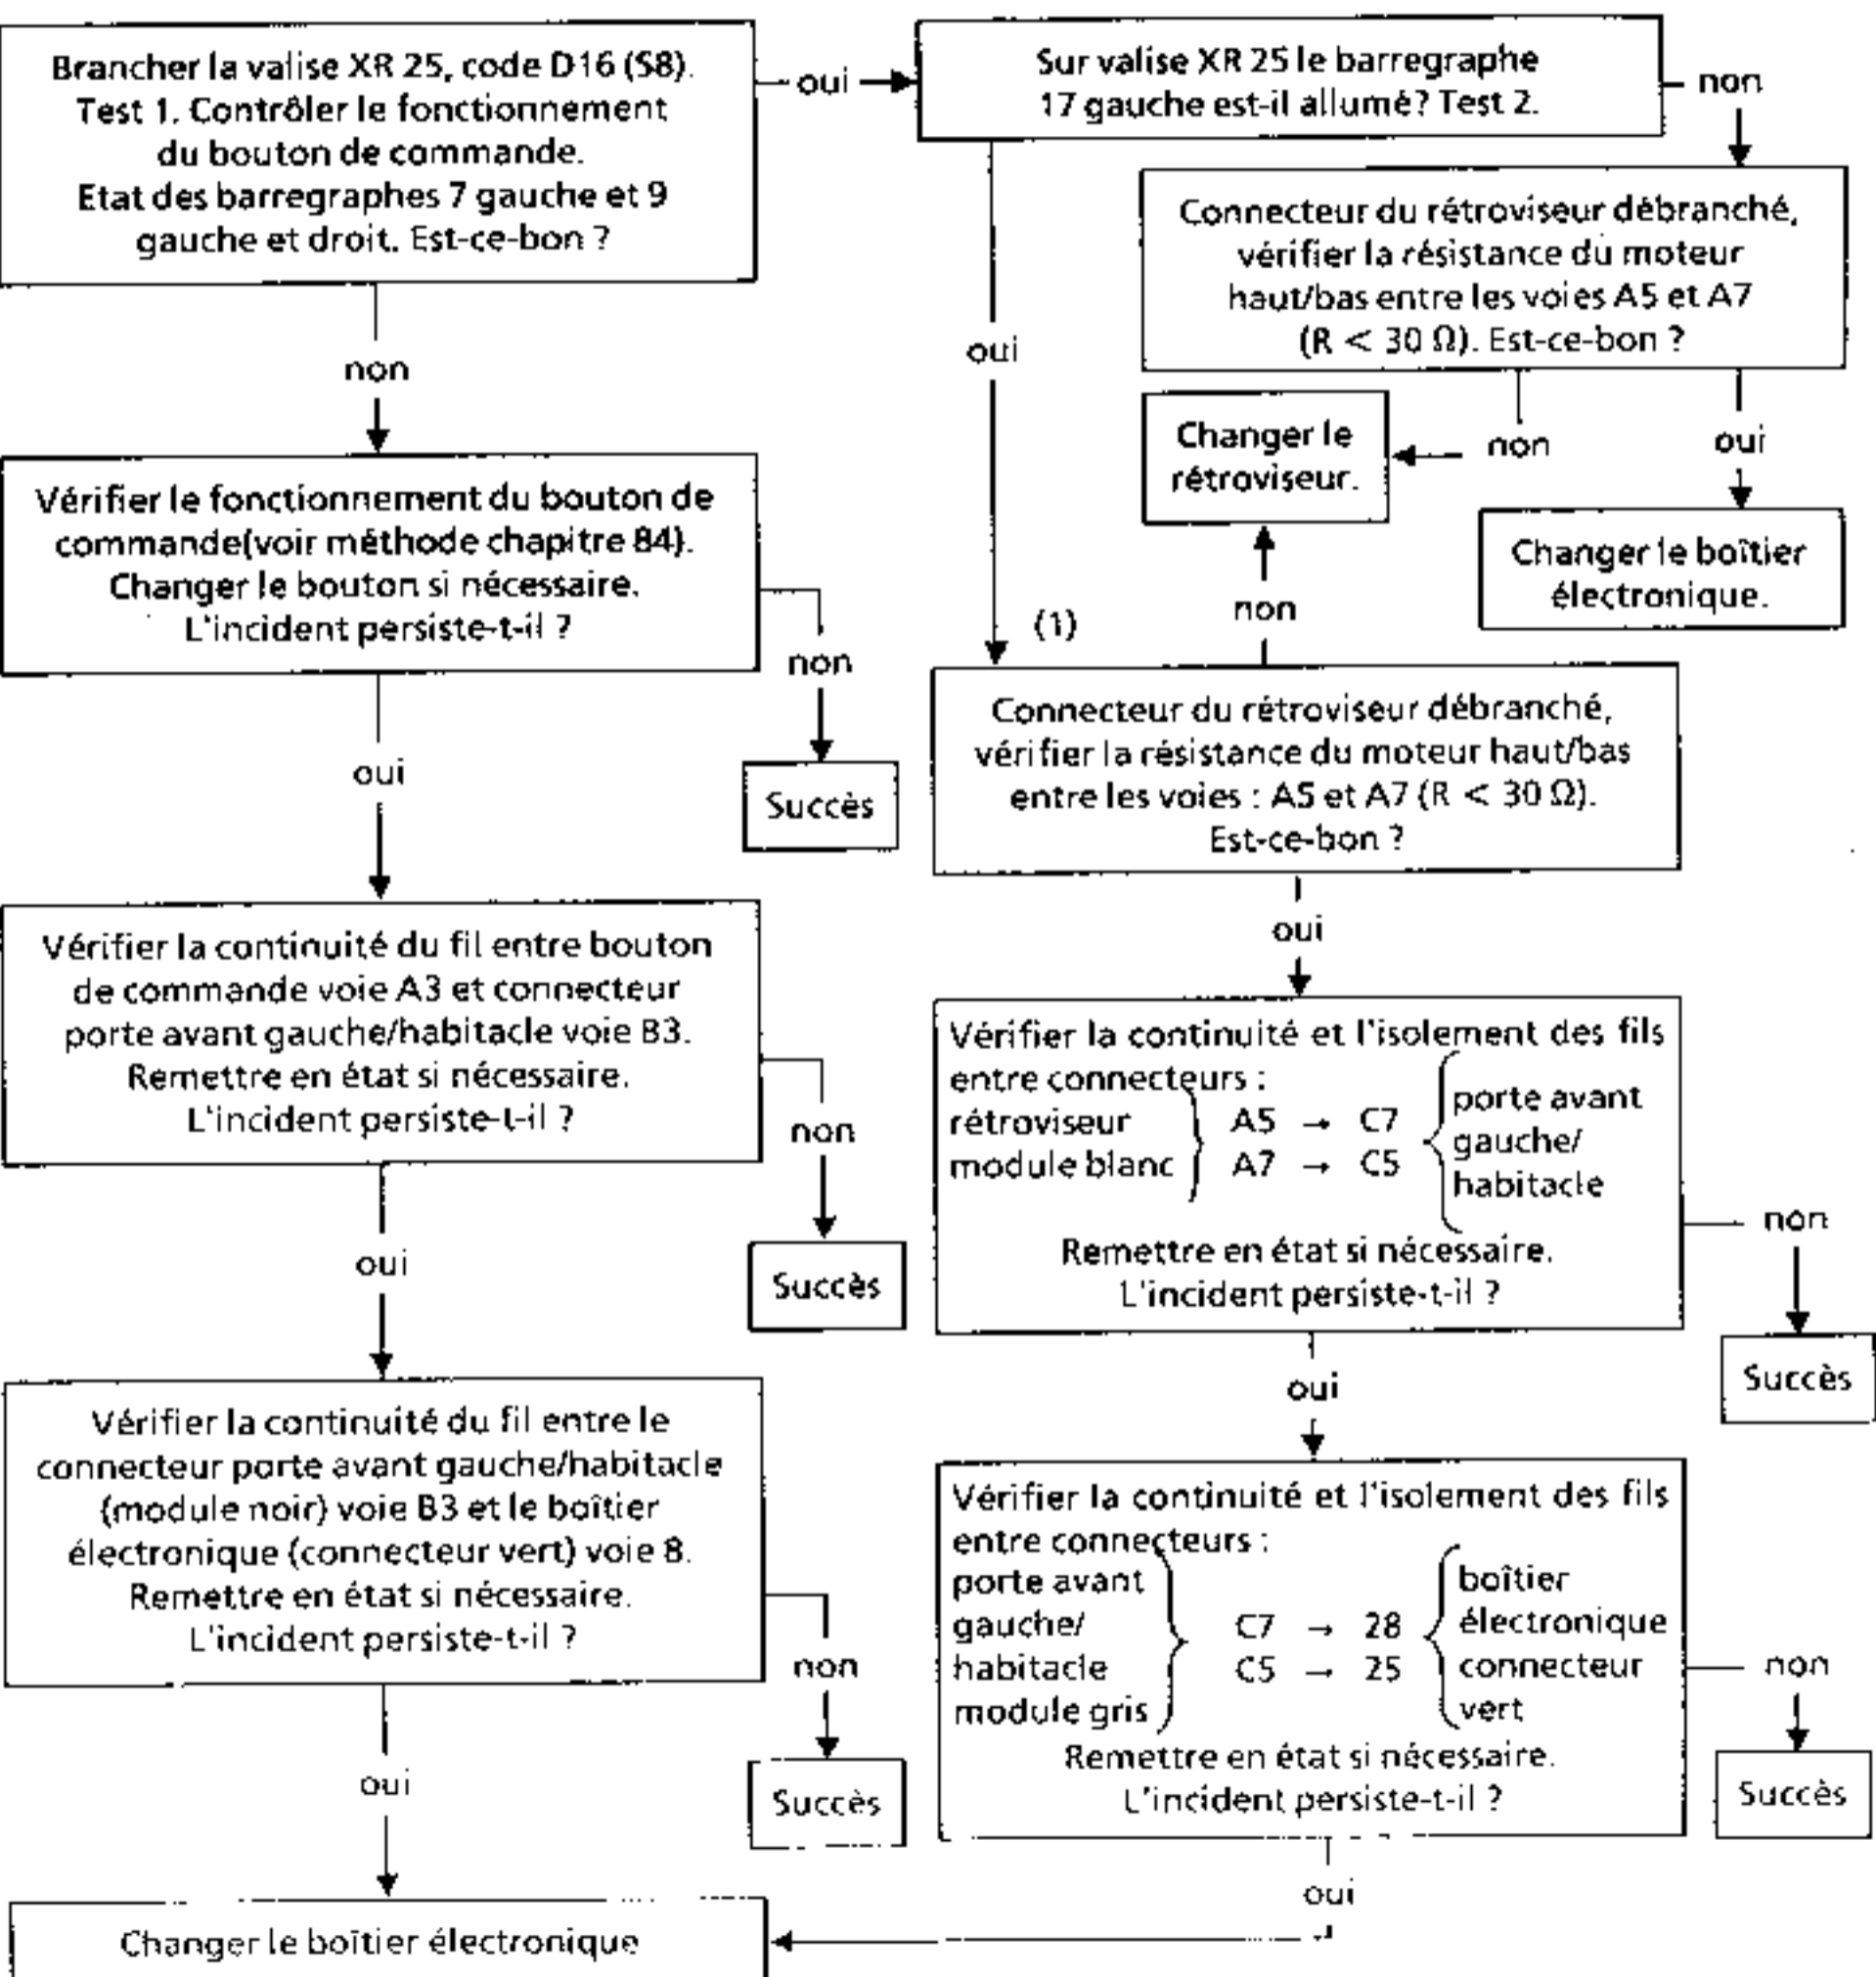 Brancher la valise XR 25, code D16 (S8).
Test 1. Contrôler le fonctionnement
du bouton de commande.
Etat des barregraphes 7 gauche et 9
gauche et droit. Est-ce-bon ?
oui
Sur valise XR 25 le barregraphe
17 gauche est-il allumé? Test 2.
non
Connecteur du rétroviseur débranché,
vérifier la résistance du moteur
haut/bas entre les voies A5 et A7
(R < 30 Ω). Est-ce-bon ?
oui
non
Changer le
rétroviseur.
non
oui
Changer le boîtier
électronique.
Vérifier le fonctionnement du bouton de
commande(voir méthode chapitre 84).
Changer le bouton si nécessaire.
L'incident persiste-t-il ?
non
(1)
non
Connecteur du rétroviseur débranché,
vérifier la résistance du moteur haut/bas
entre les voies : A5 et A7 (R < 30 Ω).
Est-ce-bon ?
oui
Succès
oui
Vérifier la continuité du fil entre bouton
de commande voie A3 et connecteur
porte avant gauche/habitacle voie B3.
Remettre en état si nécessaire.
L'incident persiste-t-il ?
non
Succès
Vérifier la continuité et l'isolement des fils
entre connecteurs :
rétroviseur A5 → C7 porte avant
gauche/
module blanc A7 → C5
habitacle
Remettre en état si nécessaire.
L'incident persiste-t-il ?
non
Succès
oui
oui
Vérifier la continuité du fil entre le
connecteur porte avant gauche/habitacle
(module noir) voie B3 et le boîtier
électronique (connecteur vert) voie 8.
Remettre en état si nécessaire.
L'incident persiste-t-il ?
non
Succès
Vérifier la continuité et l'isolement des fils
entre connecteurs :
porte avant boîtier
gauche/ C7 → 28 électronique
habitacle C5 → 25 connecteur
module gris vert
Remettre en état si nécessaire.
L'incident persiste-t-il ?
non
Succès
oui
oui
Changer le boîtier électronique